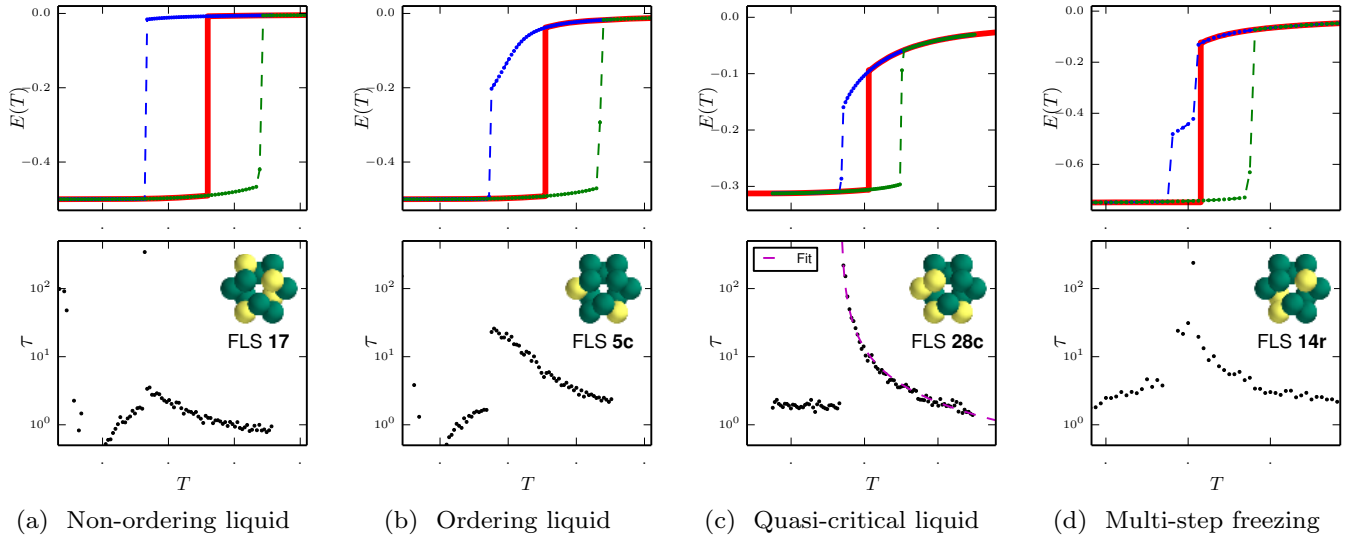 0.0
−0.2
−0.4
E(T)
0.0
−0.2
−0.4
E(T)
0.0
−0.1
−0.2
−0.3
E(T)
0.0
−0.2
−0.4
−0.6
E(T)
10²
10¹
10⁰
τ
FLS 17
T
10²
10¹
10⁰
τ
FLS 5c
T
10²
10¹
10⁰
τ
Fit
FLS 28c
T
10²
10¹
10⁰
τ
FLS 14r
T
(a) Non-ordering liquid
(b) Ordering liquid
(c) Quasi-critical liquid
(d) Multi-step freezing